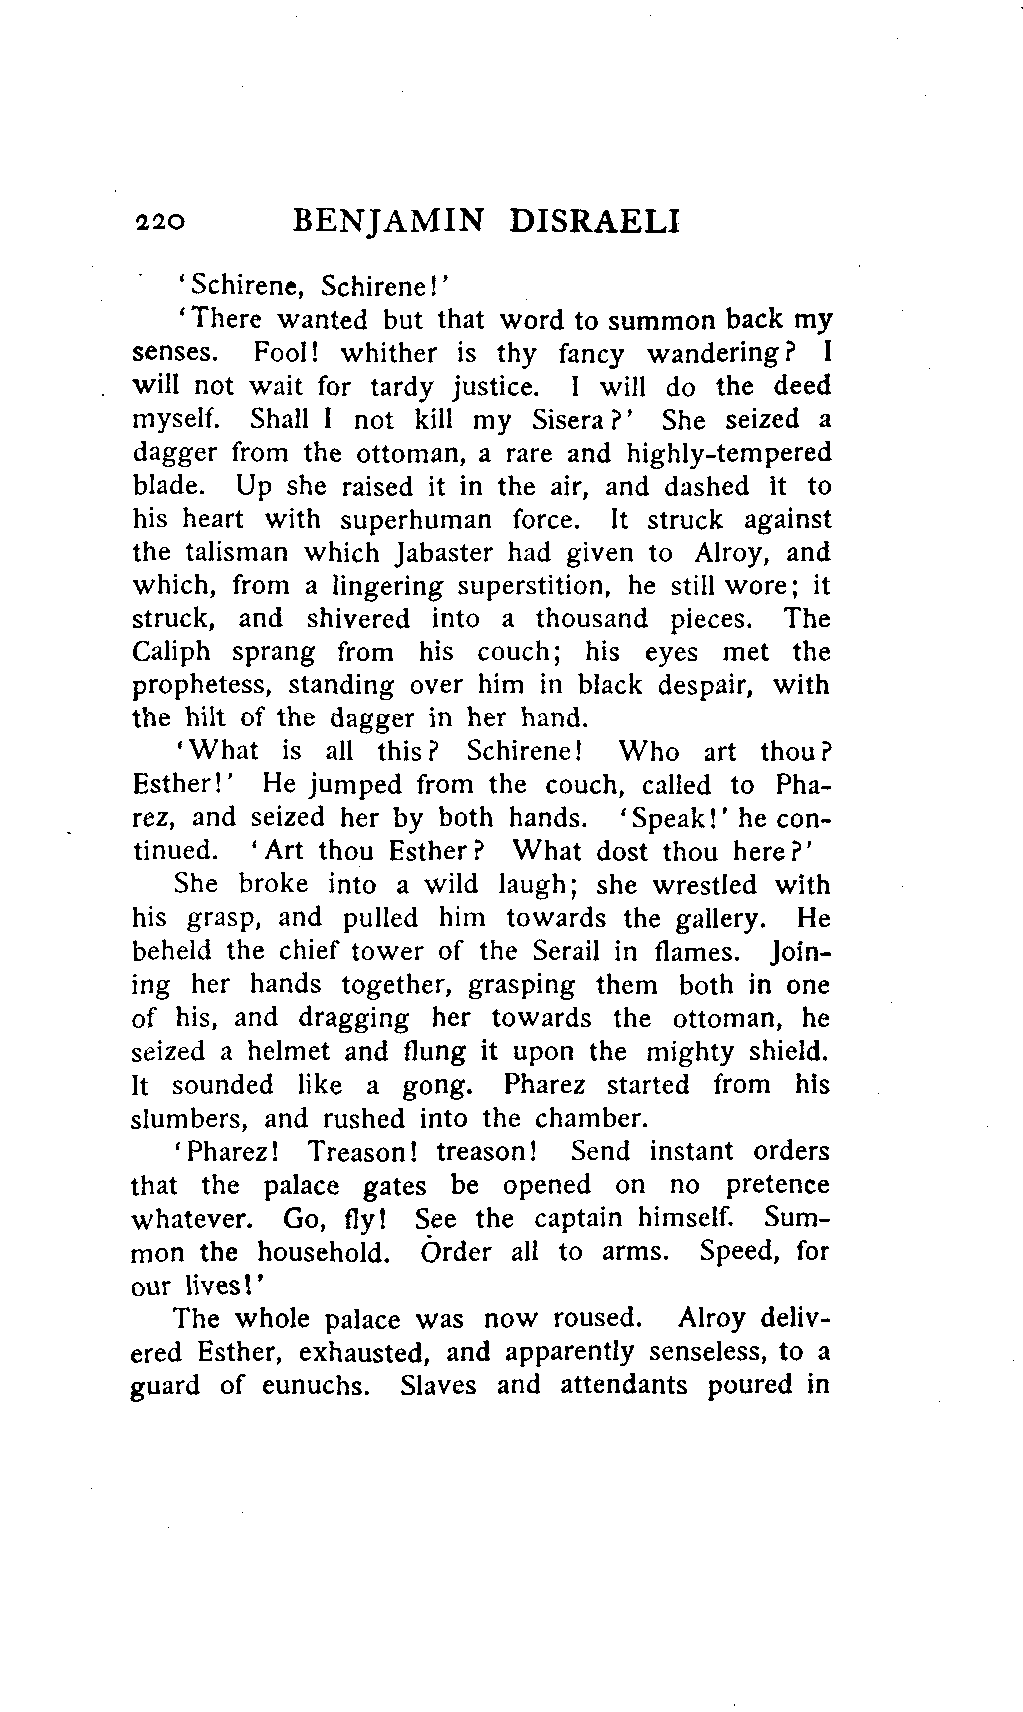 220 BENJAMIN DISRAELI
‘Schirene, Schirene!’
‘There wanted but that word to summon back my
senses. Fool! whither is thy fancy wandering? I
will not wait for tardy justice. I will do the deed
myself. Shall I not kill my Sisera?’ She seized a
dagger from the ottoman, a rare and highly-tempered
blade. Up she raised it in the air, and dashed it to
his heart with superhuman force. It struck against
the talisman which Jabaster had given to Alroy, and
which, from a lingering superstition, he still wore; it
struck, and shivered into a thousand pieces. The
Caliph sprang from his couch; his eyes met the
prophetess, standing over him in black despair, with
the hilt of the dagger in her hand.
‘What is all this? Schirene! Who art thou?
Esther!’ He jumped from the couch, called to Pha-
rez, and seized her by both hands. ‘Speak!’ he con-
tinued. ‘Art thou Esther? What dost thou here?’
She broke into a wild laugh; she wrestled with
his grasp, and pulled him towards the gallery. He
beheld the chief tower of the Serail in flames. Join-
ing her hands together, grasping them both in one
of his, and dragging her towards the ottoman, he
seized a helmet and flung it upon the mighty shield.
It sounded like a gong. Pharez started from his
slumbers, and rushed into the chamber.
‘Pharez! Treason! treason! Send instant orders
that the palace gates be opened on no pretence
whatever. Go, fly! See the captain himself. Sum-
mon the household. Order all to arms. Speed, for
our lives!’
The whole palace was now roused. Alroy deliv-
ered Esther, exhausted, and apparently senseless, to a
guard of eunuchs. Slaves and attendants poured in